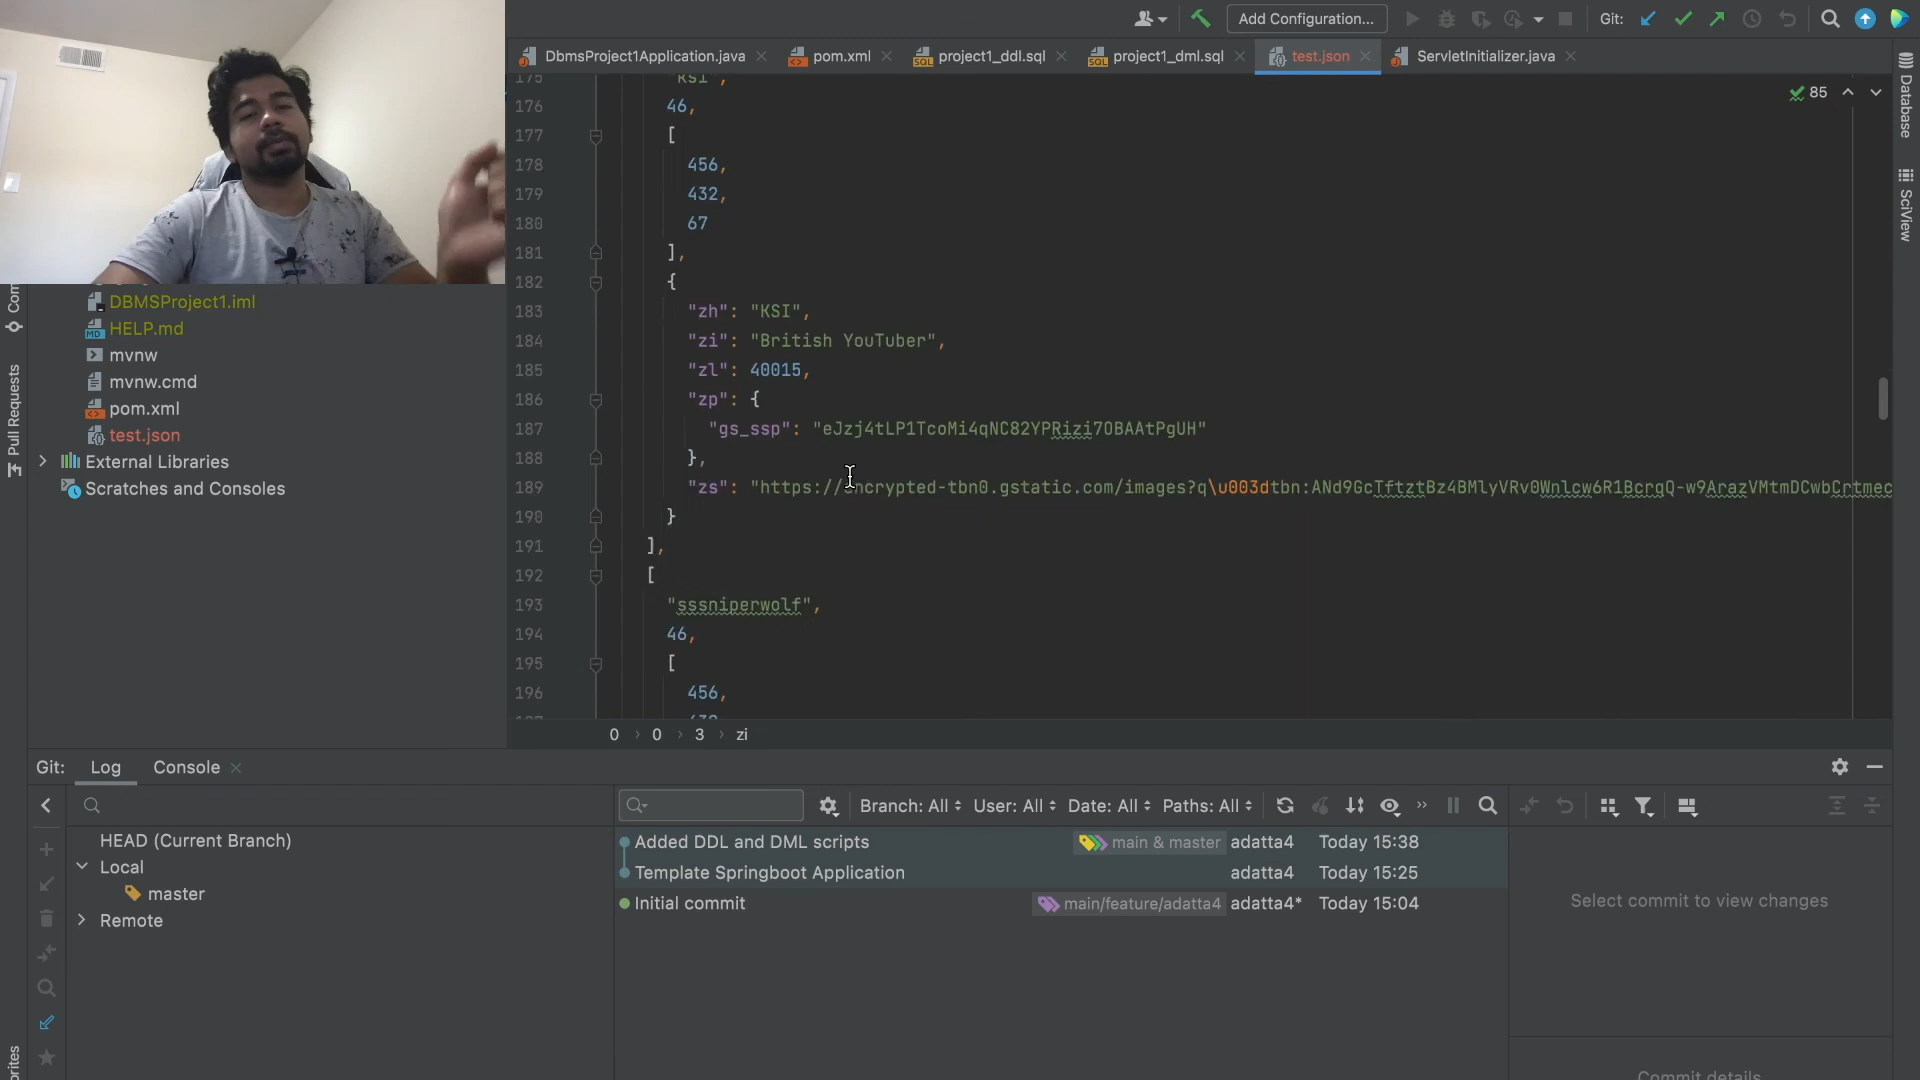 Add Configuration...
Git:
DbmsProject1Application.java
pom.xml
project1_ddl.sql
project1_dml.sql
test.json
ServletInitializer.java
85
Database
SciView
175 "KSI",
176 46,
177 [
178 456,
179 432,
180 67
181 ],
182 {
183 "zh": "KSI",
184 "zi": "British YouTuber",
185 "zl": 40015,
186 "zp": {
187 "gs_ssp": "eJzj4tLP1TcoMi4qNC82YPRizi7OBAAtPgUH"
188 },
189 "zs": "https://encrypted-tbn0.gstatic.com/images?q\u003dtbn:ANd9GcTftztBz4BMlyVRv0Wnlcw6R1BcrgQ-w9ArazVMtmDCwbCrtmec
190 }
191 ],
192 [
193 "sssniperwolf",
194 46,
195 [
196 456,
0 › 0 › 3 › zi
Pull Requests
DBMSProject1.iml
HELP.md
mvnw
mvnw.cmd
pom.xml
test.json
External Libraries
Scratches and Consoles
Git:
Log
Console
HEAD (Current Branch)
Local
master
Remote
Branch: All
User: All
Date: All
Paths: All
Added DDL and DML scripts main & master adatta4 Today 15:38
Template Springboot Application adatta4 Today 15:25
Initial commit main/feature/adatta4 adatta4* Today 15:04
Select commit to view changes
Commit details